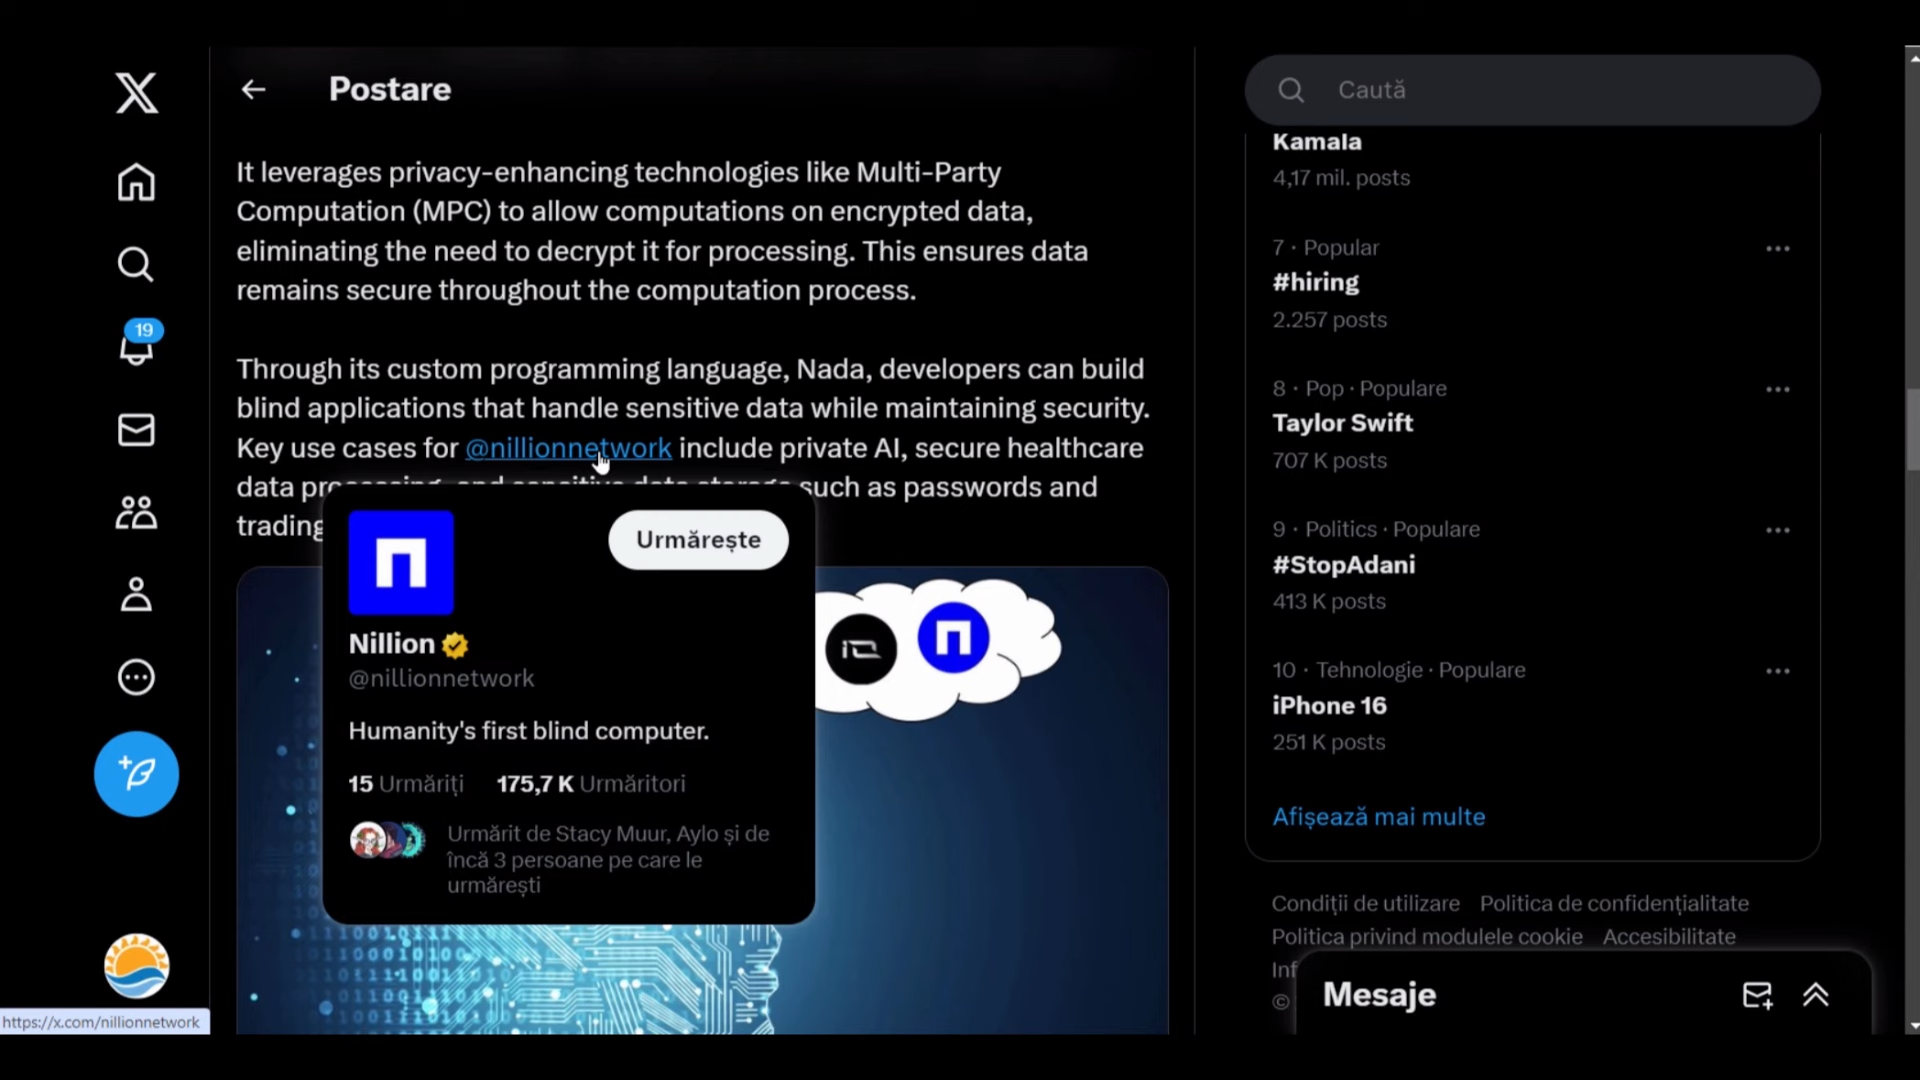 Postare
It leverages privacy-enhancing technologies like Multi-Party
Computation (MPC) to allow computations on encrypted data,
eliminating the need to decrypt it for processing. This ensures data
remains secure throughout the computation process.
Through its custom programming language, Nada, developers can build
blind applications that handle sensitive data while maintaining security.
Key use cases for @nillionnetwork include private AI, secure healthcare
data processing, and sensitive data storage such as passwords and
trading
Urmărește
Nillion
@nillionnetwork
Humanity's first blind computer.
15 Urmăriți 175,7 K Urmăritori
Urmărit de Stacy Muur, Aylo și de
încă 3 persoane pe care le
urmărești
19
https://x.com/nillionnetwork
Caută
Kamala
4,17 mil. posts
7 · Popular
#hiring
2.257 posts
8 · Pop · Populare
Taylor Swift
707 K posts
9 · Politics · Populare
#StopAdani
413 K posts
10 · Tehnologie · Populare
iPhone 16
251 K posts
Afișează mai multe
Condiții de utilizare Politica de confidențialitate
Politica privind modulele cookie Accesibilitate
Inf
©
Mesaje